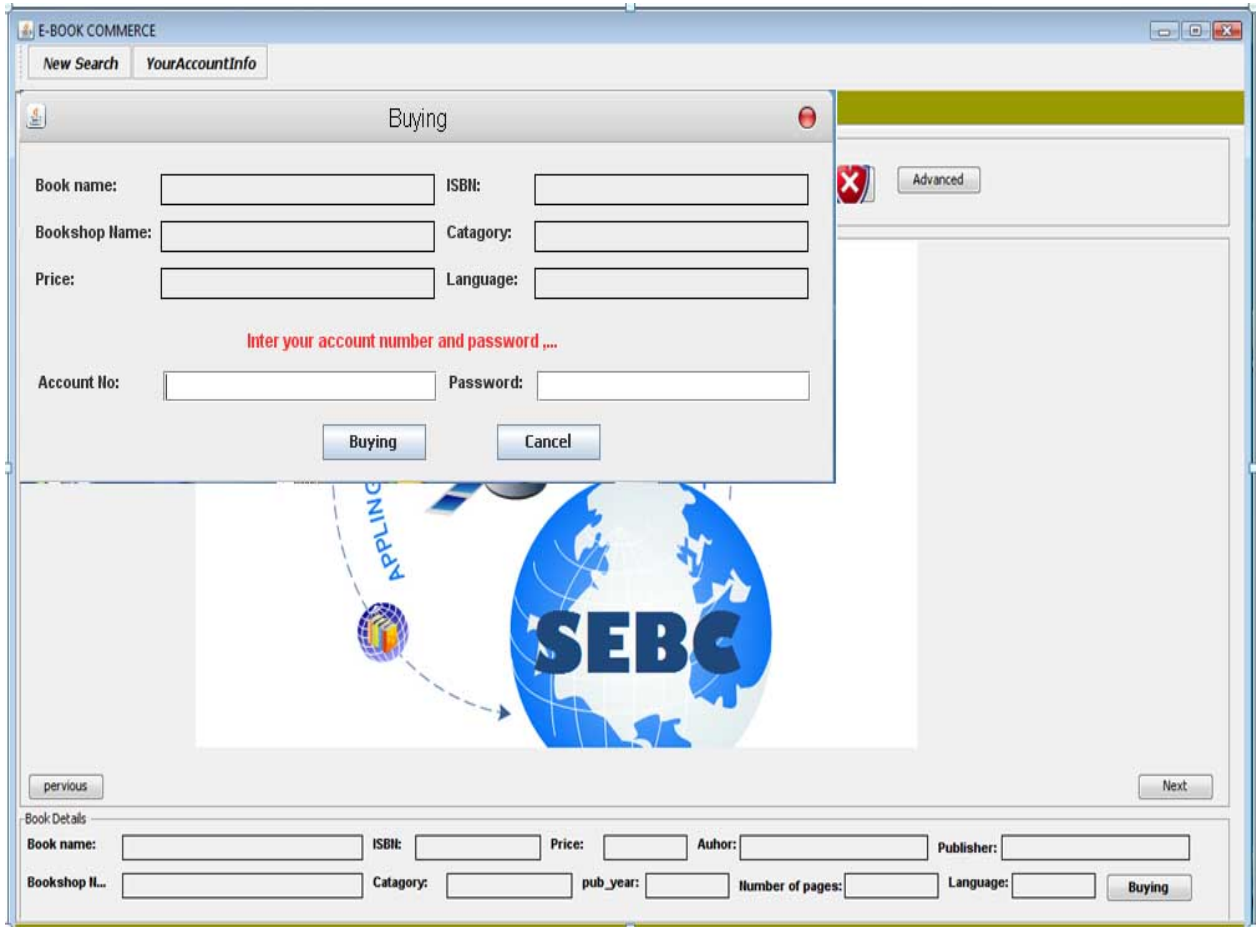 E-BOOK COMMERCE
New Search YourAccountInfo
Buying
Book name: ISBN:
Bookshop Name: Catagory:
Price: Language:
Inter your account number and password ,...
Account No: Password:
Buying Cancel
Advanced
APPLING
SEBC
pervious Next
Book Details
Book name: ISBN: Price: Auhor: Publisher:
Bookshop N... Catagory: pub_year: Number of pages: Language: Buying